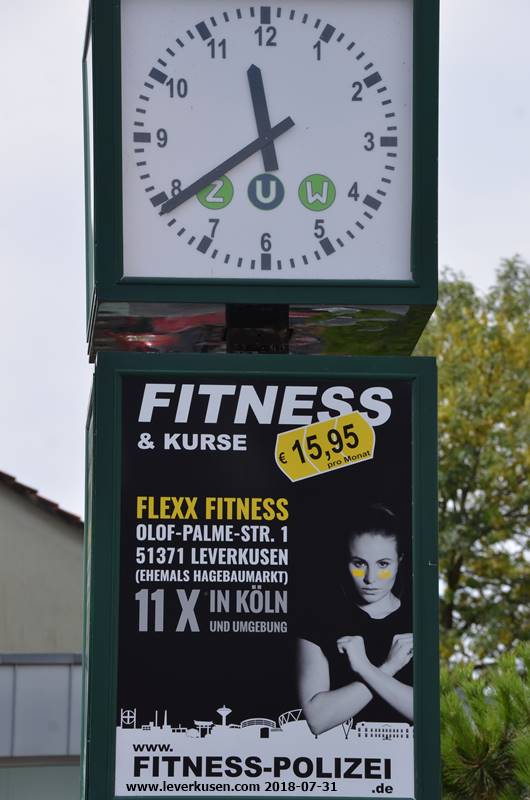 12
11 1
10 2
9 3
8 4
7 5
6
Z U W
FITNESS
& KURSE
€ 15,95
pro Monat
FLEXX FITNESS
OLOF-PALME-STR. 1
51371 LEVERKUSEN
(EHEMALS HAGEBAUMARKT)
11 X IN KÖLN
UND UMGEBUNG
www.
FITNESS-POLIZEI
.de
www.leverkusen.com 2018-07-31